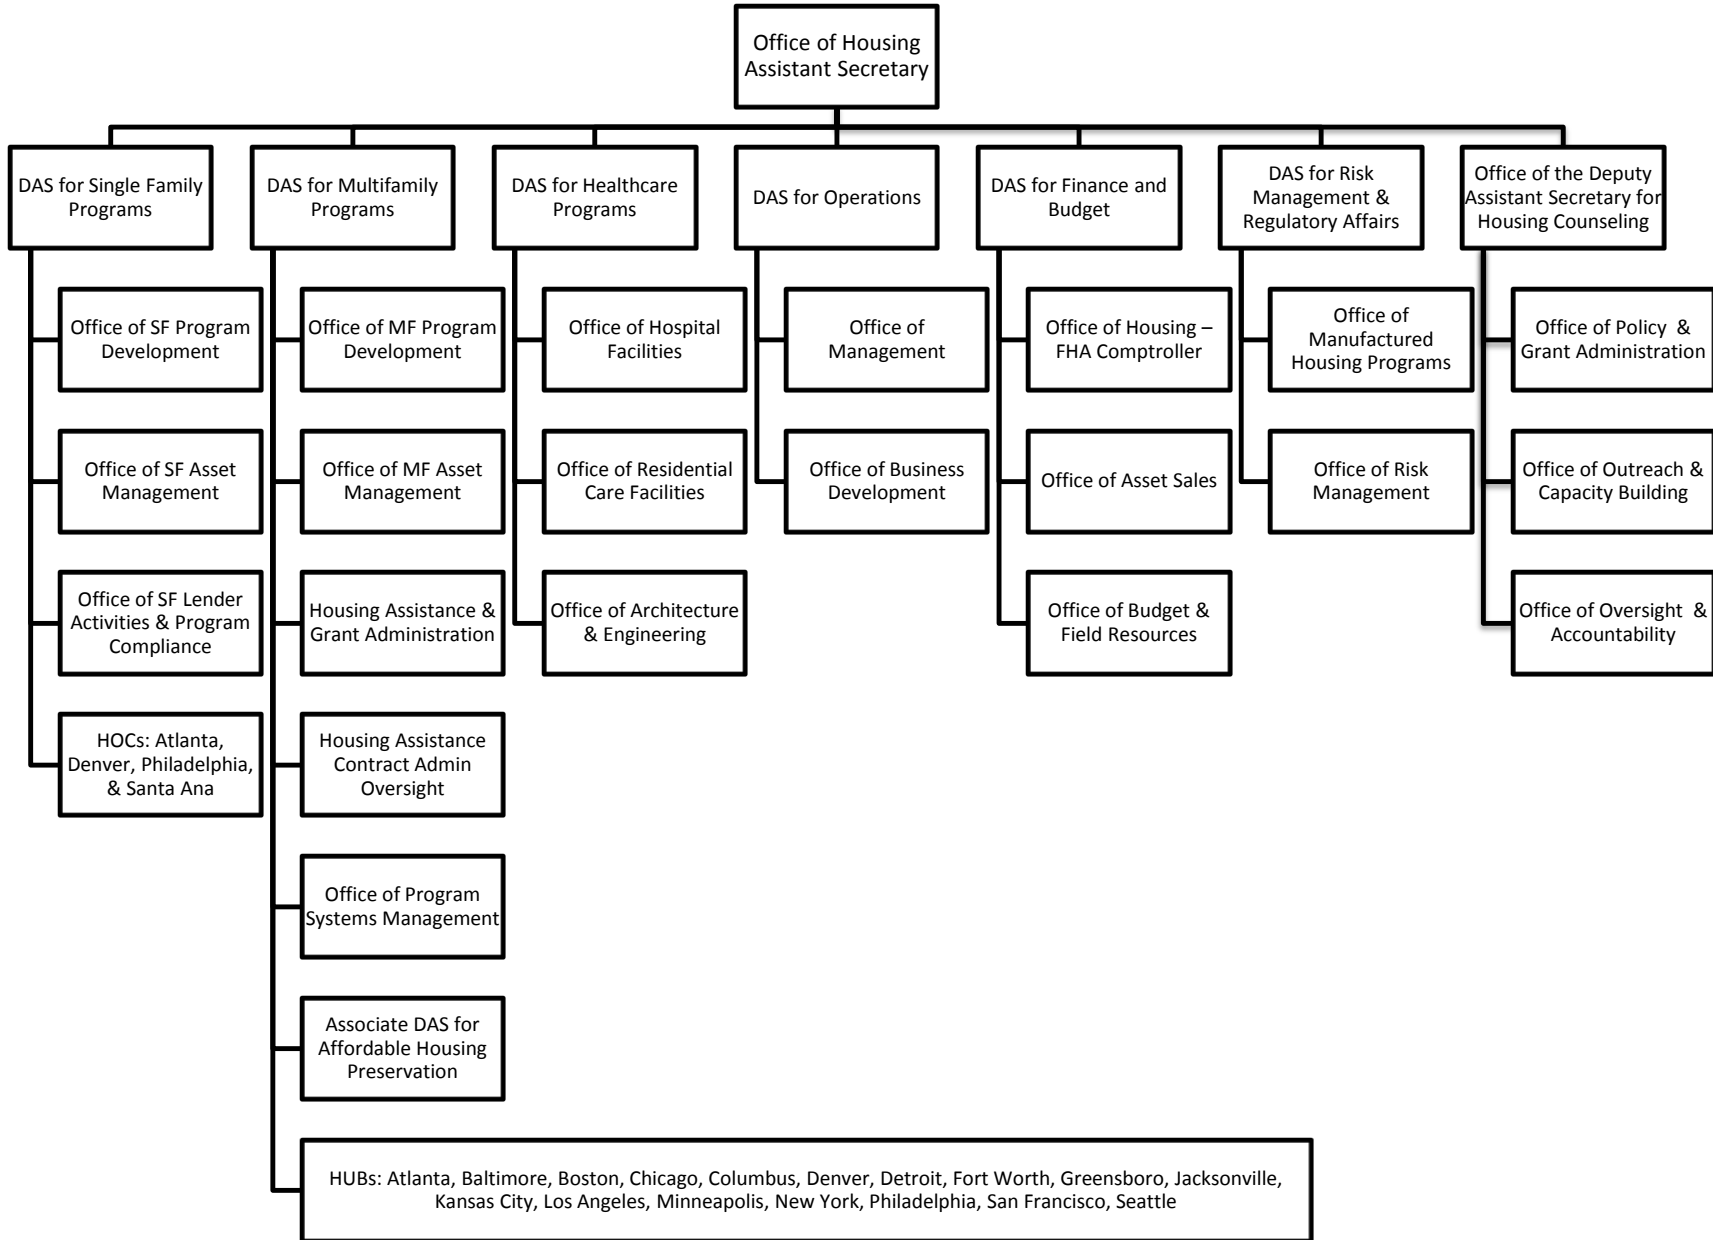 Office of Housing
Assistant Secretary
DAS for Single Family
Programs
DAS for Multifamily
Programs
DAS for Healthcare
Programs
DAS for Operations
DAS for Finance and
Budget
DAS for Risk
Management &
Regulatory Affairs
Office of the Deputy
Assistant Secretary for
Housing Counseling
Office of SF Program
Development
Office of MF Program
Development
Office of Hospital
Facilities
Office of
Management
Office of Housing –
FHA Comptroller
Office of
Manufactured
Housing Programs
Office of Policy & 
Grant Administration
Office of SF Asset
Management
Office of MF Asset
Management
Office of Residential
Care Facilities
Office of Business
Development
Office of Asset Sales
Office of Risk
Management
Office of Outreach &
Capacity Building
Office of SF Lender
Activities & Program
Compliance
Housing Assistance &
Grant Administration
Office of Architecture
& Engineering
Office of Budget &
Field Resources
Office of Oversight &
Accountability
HOCs: Atlanta,
Denver, Philadelphia,
& Santa Ana
Housing Assistance
Contract Admin
Oversight
Office of Program
Systems Management
Associate DAS for
Affordable Housing
Preservation
HUBs: Atlanta, Baltimore, Boston, Chicago, Columbus, Denver, Detroit, Fort Worth, Greensboro, Jacksonville,
Kansas City, Los Angeles, Minneapolis, New York, Philadelphia, San Francisco, Seattle